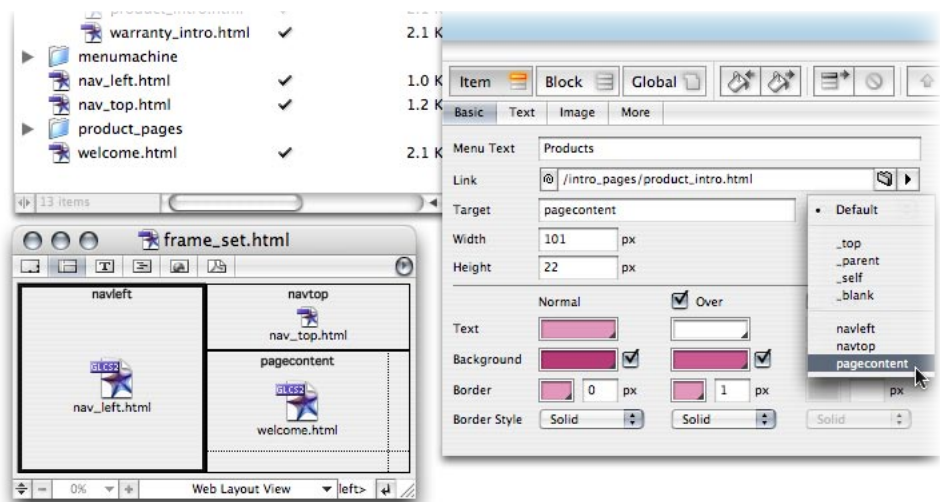 product_intro.html
warranty_intro.html 2.1 K
menumachine
nav_left.html 1.0 K
nav_top.html 1.2 K
product_pages
welcome.html 2.1 K
13 items
frame_set.html
navleft
navtop
nav_top.html
pagecontent
GLCS2
nav_left.html
GLCS2
welcome.html
0%
Web Layout View
left>
Item Block Global
Basic Text Image More
Menu Text Products
Link /intro_pages/product_intro.html
Target pagecontent
Default
_top
_parent
_self
_blank
navleft
navtop
pagecontent
Width 101 px
Height 22 px
Normal Over
Text
Background
Border 0 px 1 px px
Border Style Solid Solid Solid